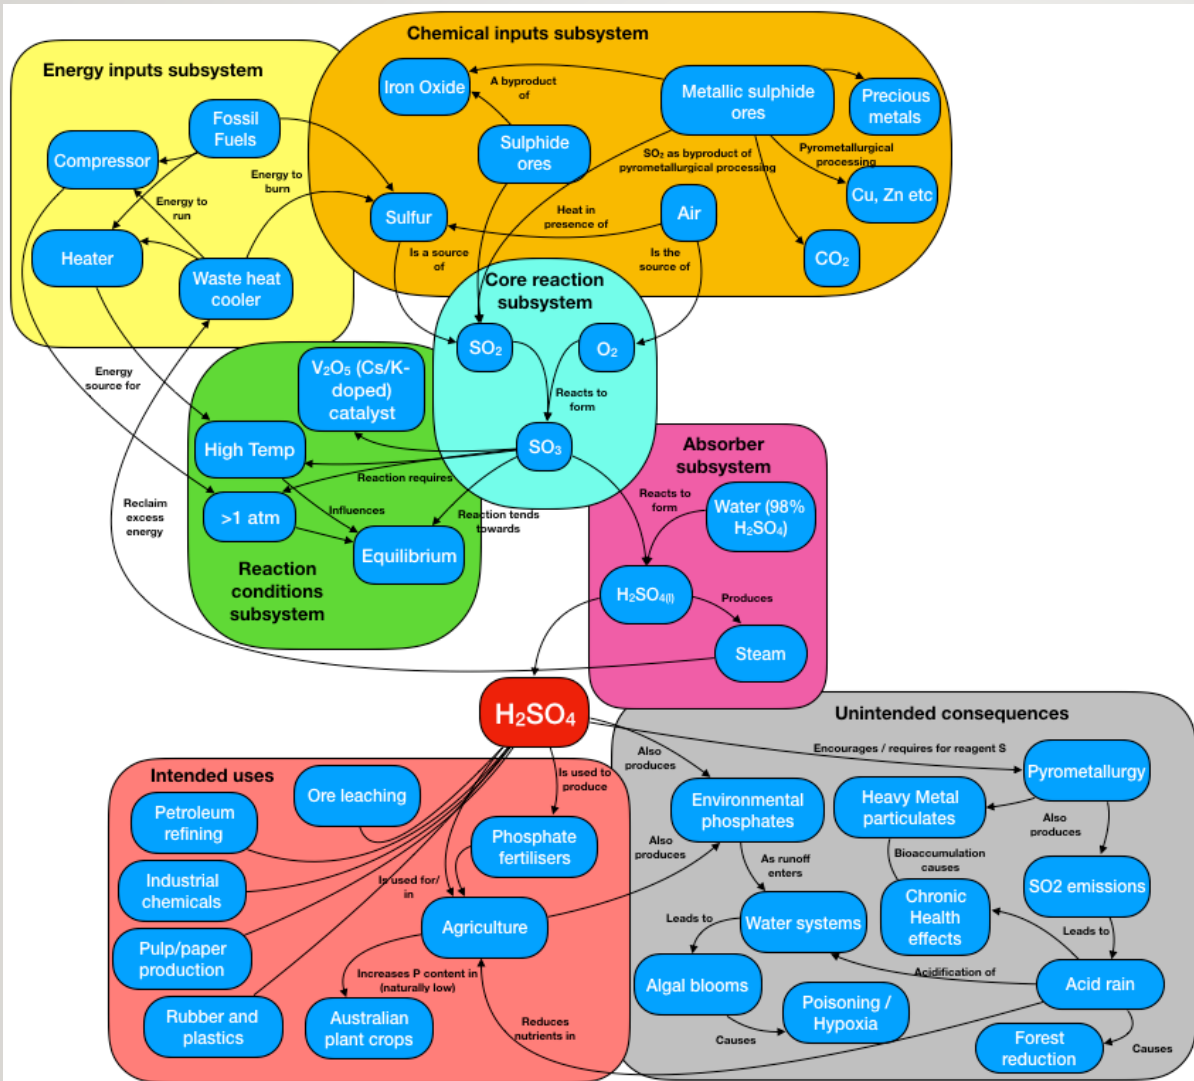 Energy inputs subsystem
Fossil
Fuels
Compressor
Energy to
burn
Energy to
run
Heater
Waste heat
cooler
Chemical inputs subsystem
Iron Oxide
A byproduct
of
Metallic sulphide
ores
Precious
metals
Sulphide
ores
SO₂ as byproduct of
pyrometallurgical processing
Pyrometallurgical
processing
Cu, Zn etc
Sulfur
Heat in
presence of
Air
Is a source
of
Is the
source of
CO₂
Core reaction
subsystem
SO₂
O₂
Reacts to
form
SO₃
Energy
source for
V₂O₅ (Cs/K-
doped)
catalyst
High Temp
Reaction requires
>1 atm
Influences
Reaction tends
towards
Equilibrium
Reaction
conditions
subsystem
Reclaim
excess
energy
Absorber
subsystem
Reacts to
form
Water (98%
H₂SO₄)
H₂SO₄(l)
Produces
Steam
H₂SO₄
Intended uses
Is used to
produce
Petroleum
refining
Ore leaching
Phosphate
fertilisers
Industrial
chemicals
Is used for/
in
Agriculture
Pulp/paper
production
Increases P content in
(naturally low)
Rubber and
plastics
Australian
plant crops
Reduces
nutrients in
Unintended consequences
Also
produces
Encourages / requires for reagent S
Pyrometallurgy
Environmental
phosphates
Heavy Metal
particulates
Also
produces
Also
produces
As runoff
enters
Bioaccumulation
causes
SO2 emissions
Chronic
Health
effects
Leads to
Water systems
Leads to
Acidification of
Acid rain
Algal blooms
Poisoning /
Hypoxia
Causes
Forest
reduction
Causes